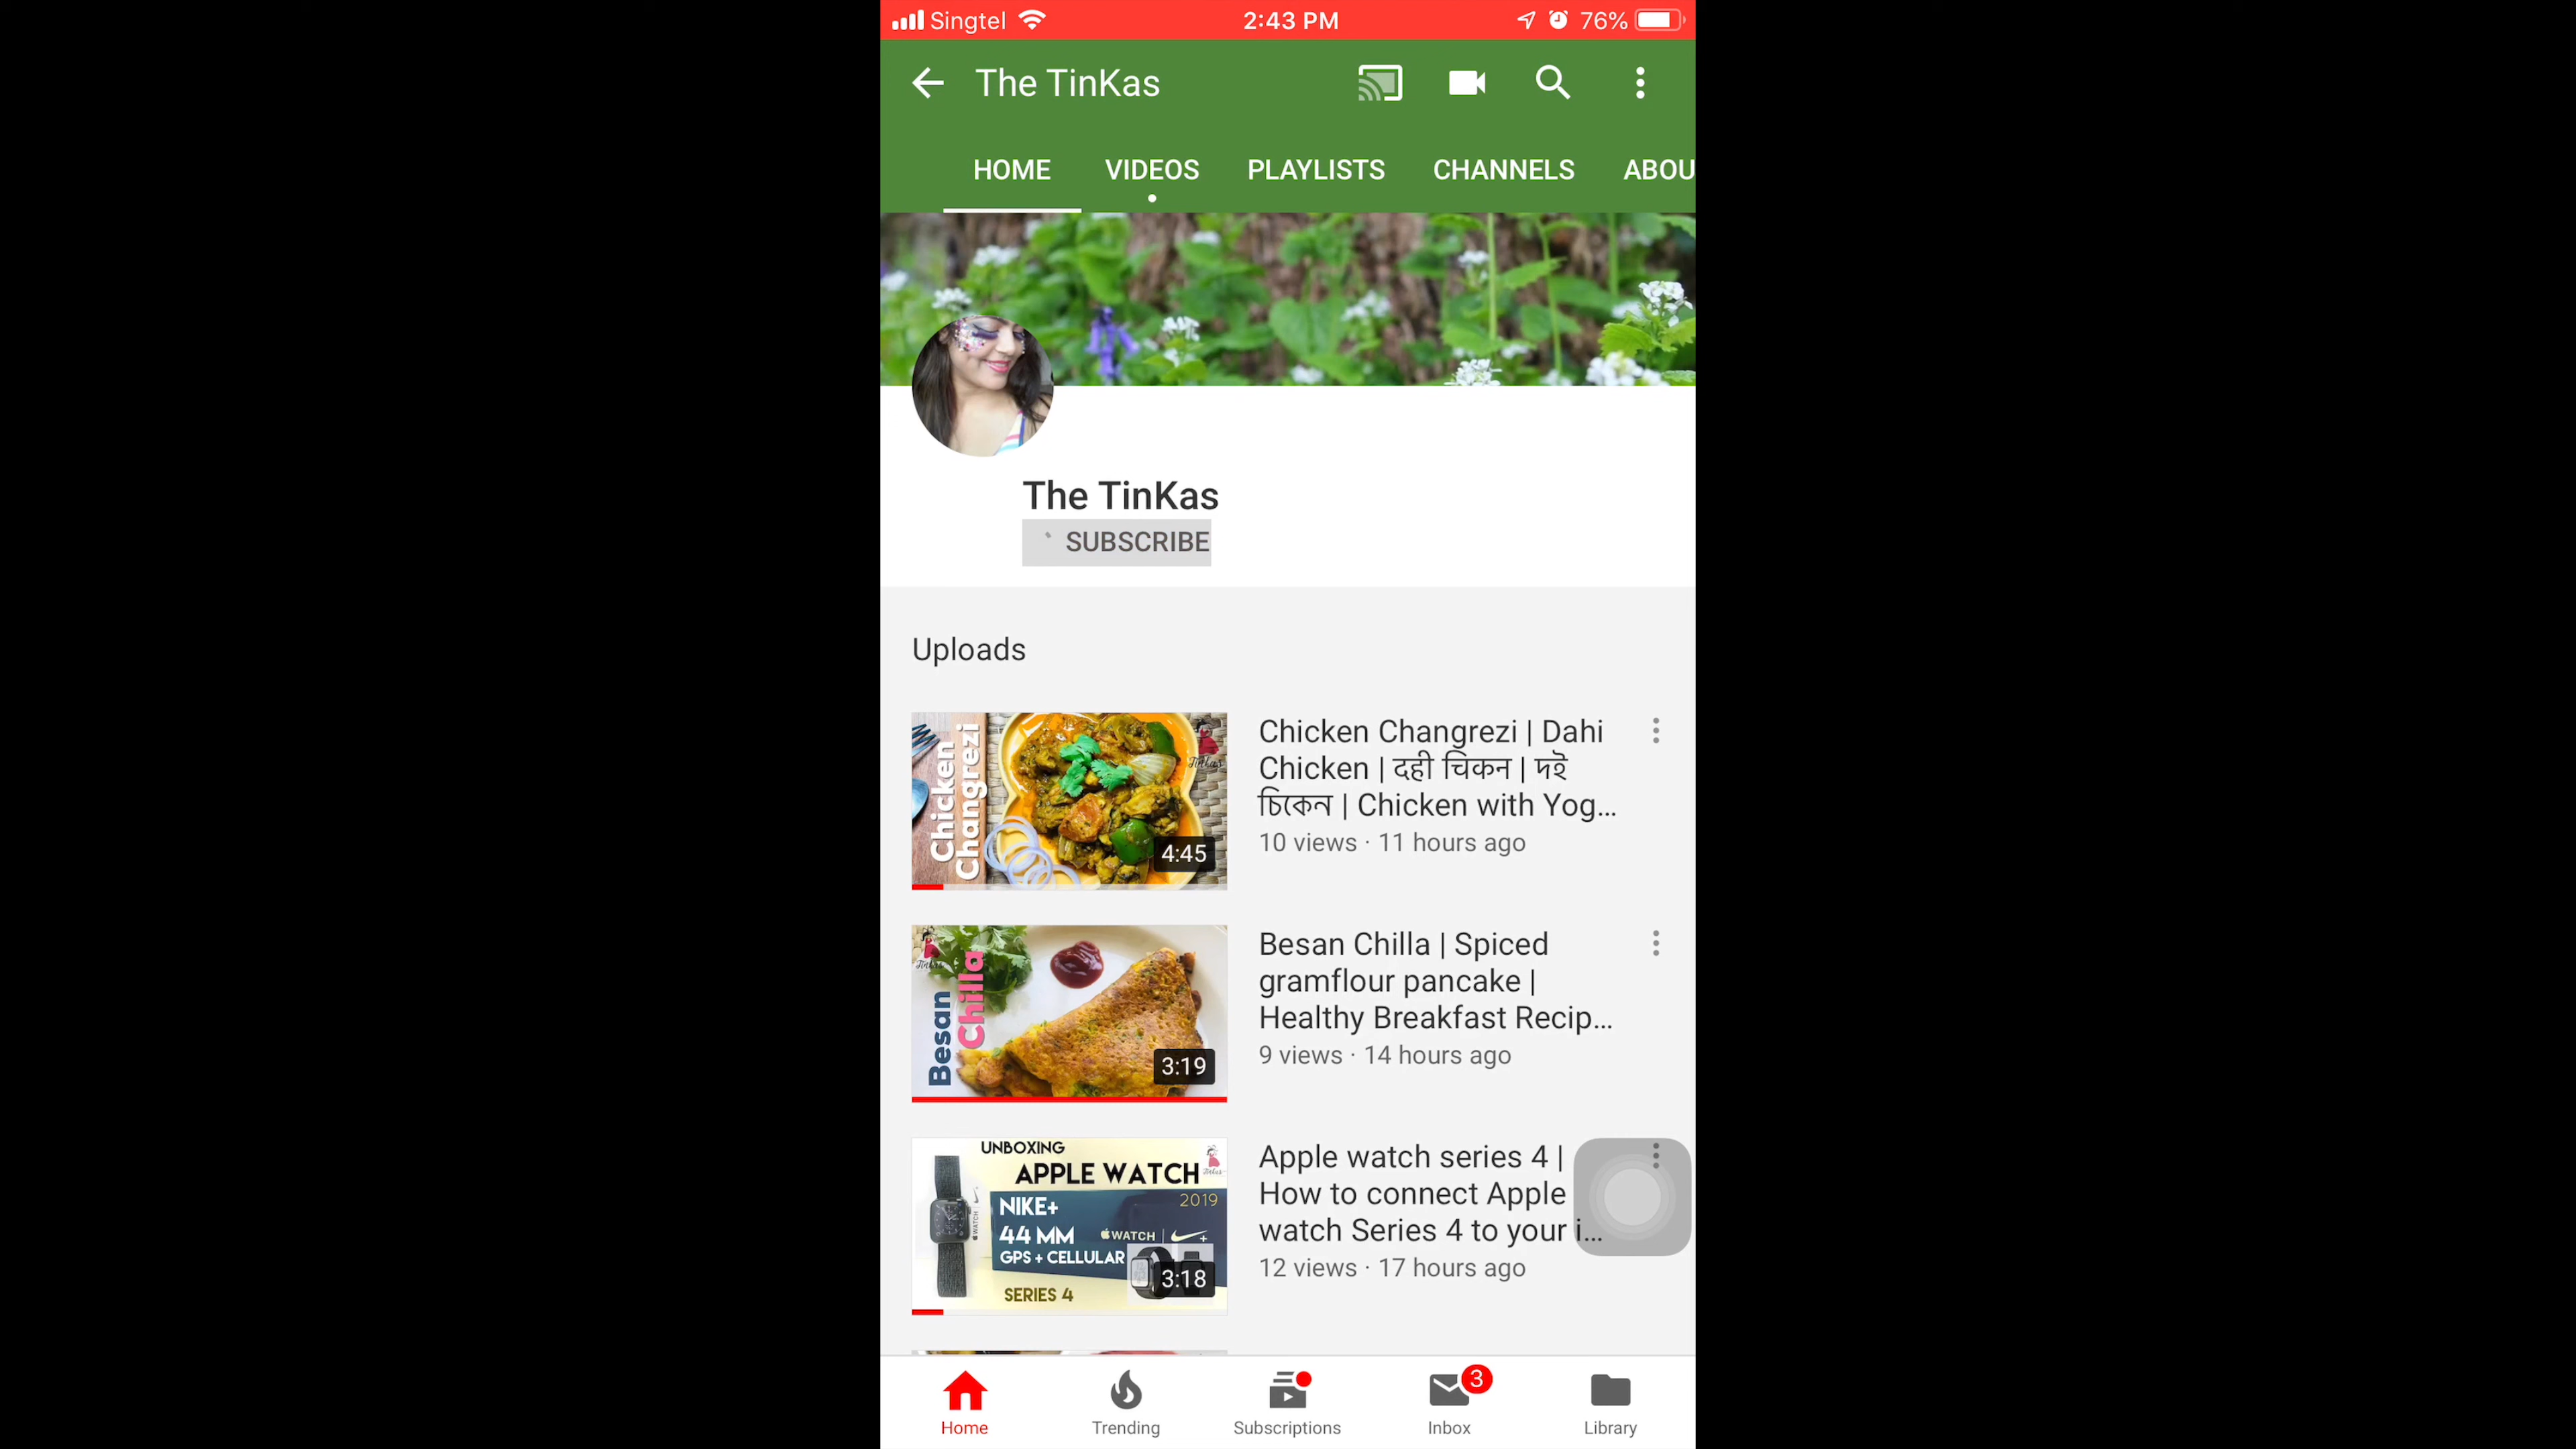 Singtel 2:43 PM 76%
The TinKas
HOME VIDEOS PLAYLISTS CHANNELS ABOU
The TinKas
SUBSCRIBE
Uploads
Chicken
Changrezi
TinKas
4:45
Chicken Changrezi | Dahi
Chicken | दही चिकन | দই
চিকেন | Chicken with Yog...
10 views · 11 hours ago
Besan
Chilla
TinKas
3:19
Besan Chilla | Spiced
gramflour pancake |
Healthy Breakfast Recip...
9 views · 14 hours ago
UNBOXING
APPLE WATCH
2019
NIKE+
44 MM
WATCH
GPS + CELLULAR
SERIES 4
3:18
Apple watch series 4 |
How to connect Apple
watch Series 4 to your i...
12 views · 17 hours ago
3
Home Trending Subscriptions Inbox Library